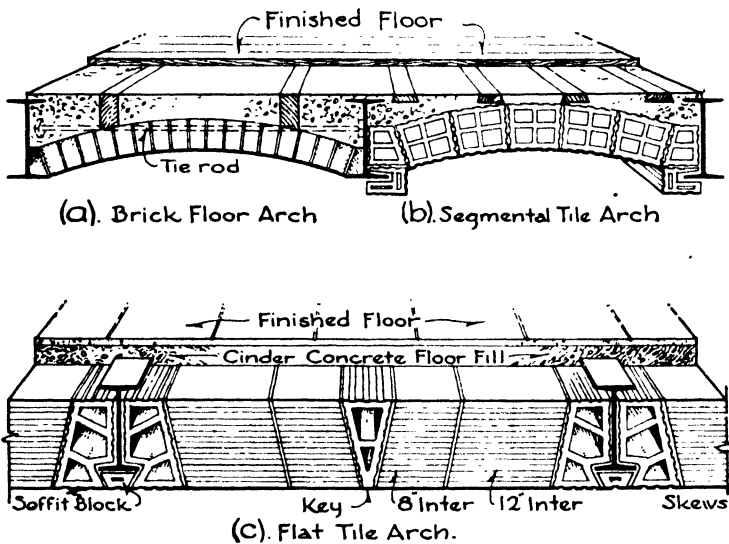 Finished Floor
Tie rod
(a). Brick Floor Arch
(b). Segmental Tile Arch
Finished Floor
Cinder Concrete Floor Fill
Soffit Block
Key
8" Inter
12" Inter
Skews
(c). Flat Tile Arch.